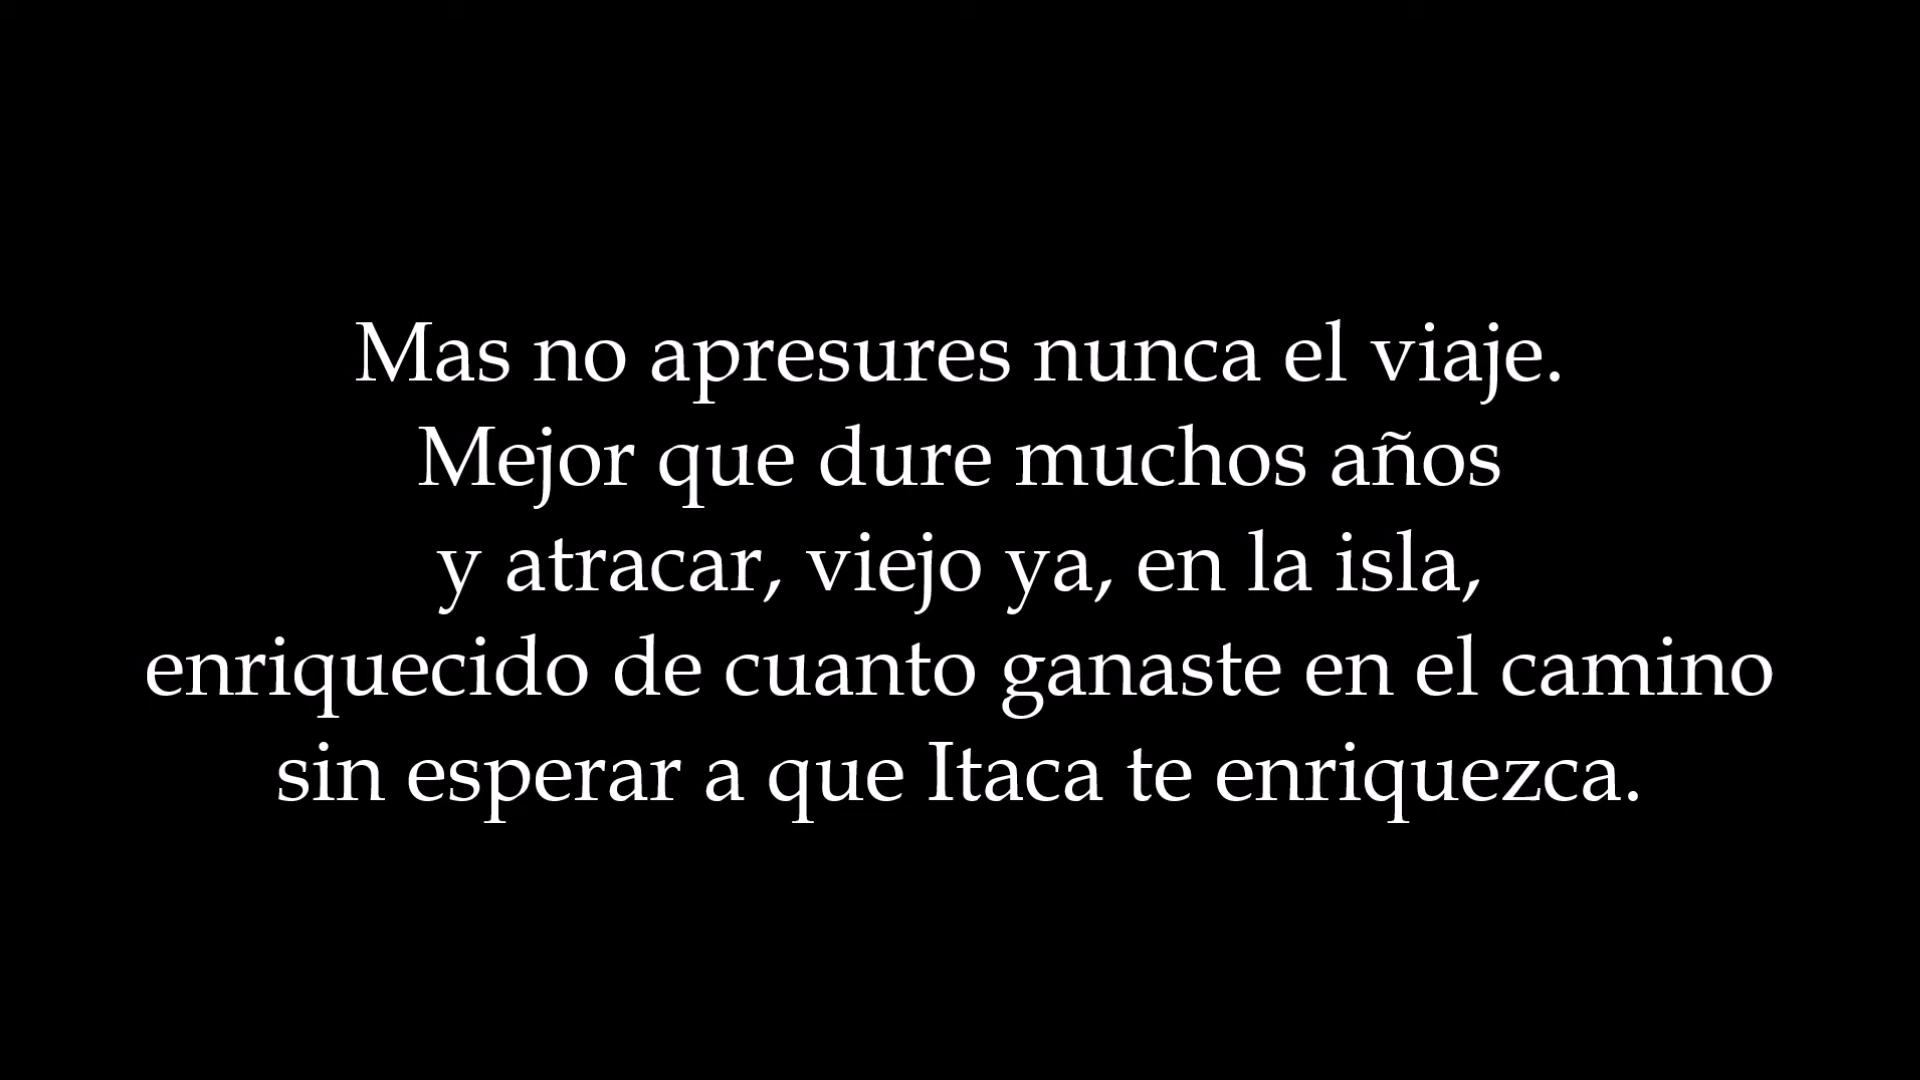 Mas no apresures nunca el viaje.
Mejor que dure muchos años
y atracar, viejo ya, en la isla,
enriquecido de cuanto ganaste en el camino
sin esperar a que Itaca te enriquezca.